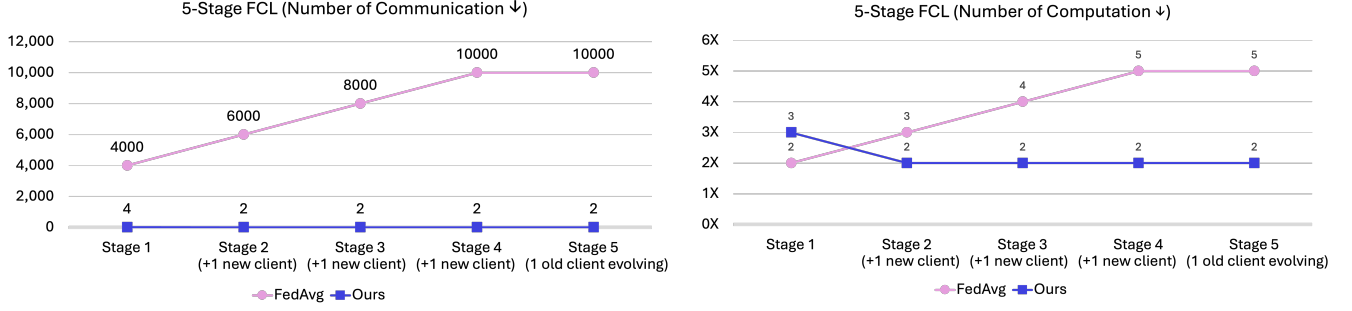 5-Stage FCL (Number of Communication ↓)
12,000
10,000
8,000
6,000
4,000
2,000
0
4000
6000
8000
10000
10000
4
2
2
2
2
Stage 1
Stage 2
(+1 new client)
Stage 3
(+1 new client)
Stage 4
(+1 new client)
Stage 5
(1 old client evolving)
FedAvg
Ours
5-Stage FCL (Number of Computation ↓)
6X
5X
4X
3X
2X
1X
0X
3
2
3
2
4
2
5
2
5
2
Stage 1
Stage 2
(+1 new client)
Stage 3
(+1 new client)
Stage 4
(+1 new client)
Stage 5
(1 old client evolving)
FedAvg
Ours